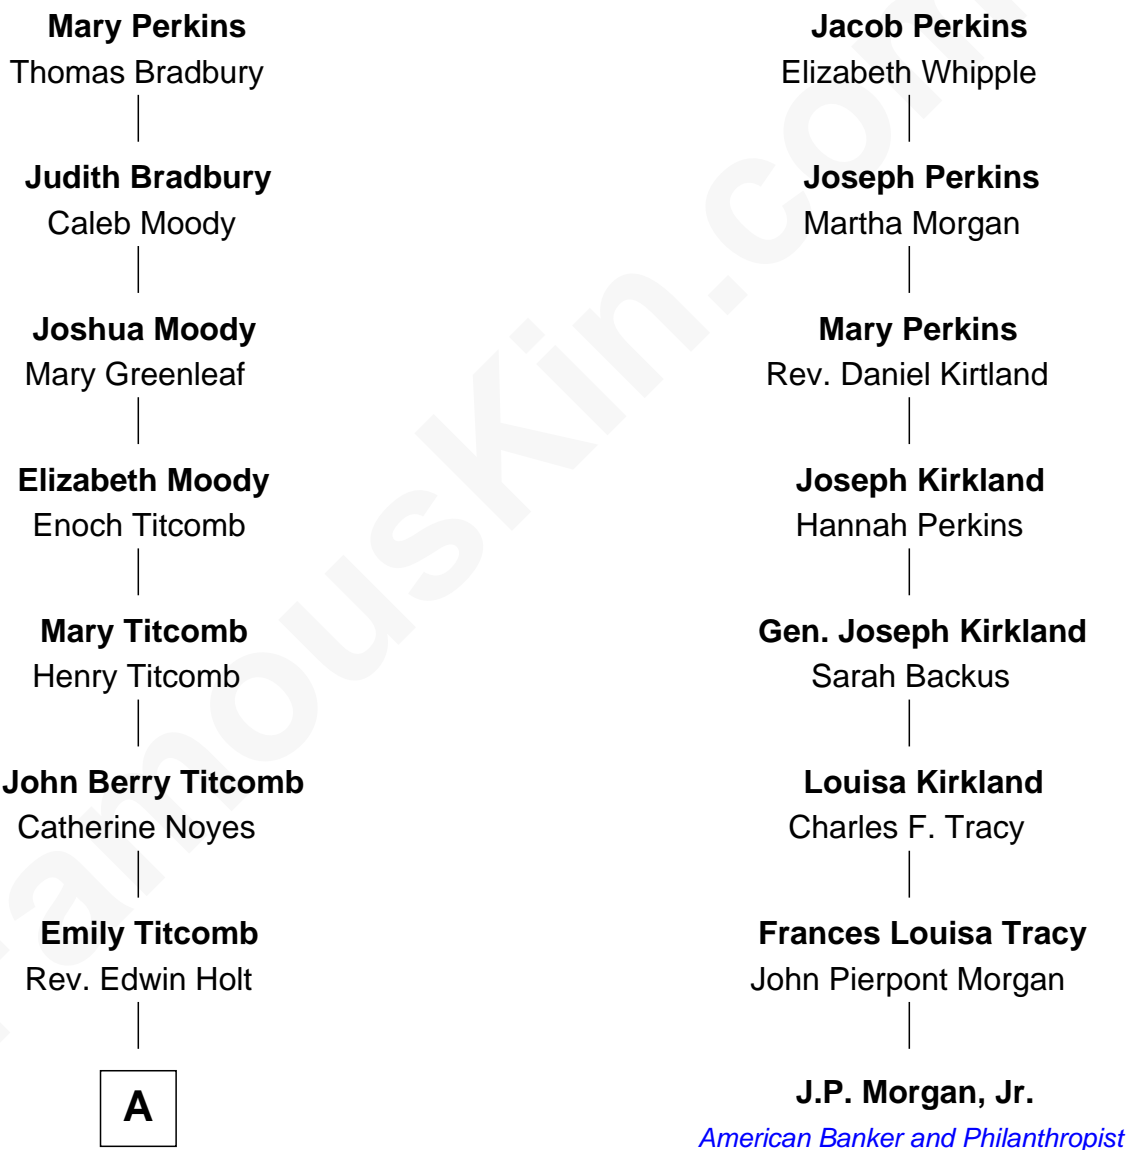 Mary Perkins
Thomas Bradbury
Judith Bradbury
Caleb Moody
Joshua Moody
Mary Greenleaf
Elizabeth Moody
Enoch Titcomb
Mary Titcomb
Henry Titcomb
John Berry Titcomb
Catherine Noyes
Emily Titcomb
Rev. Edwin Holt
A
Jacob Perkins
Elizabeth Whipple
Joseph Perkins
Martha Morgan
Mary Perkins
Rev. Daniel Kirtland
Joseph Kirkland
Hannah Perkins
Gen. Joseph Kirkland
Sarah Backus
Louisa Kirkland
Charles F. Tracy
Frances Louisa Tracy
John Pierpont Morgan
J.P. Morgan, Jr.
American Banker and Philanthropist
FamousKin.com